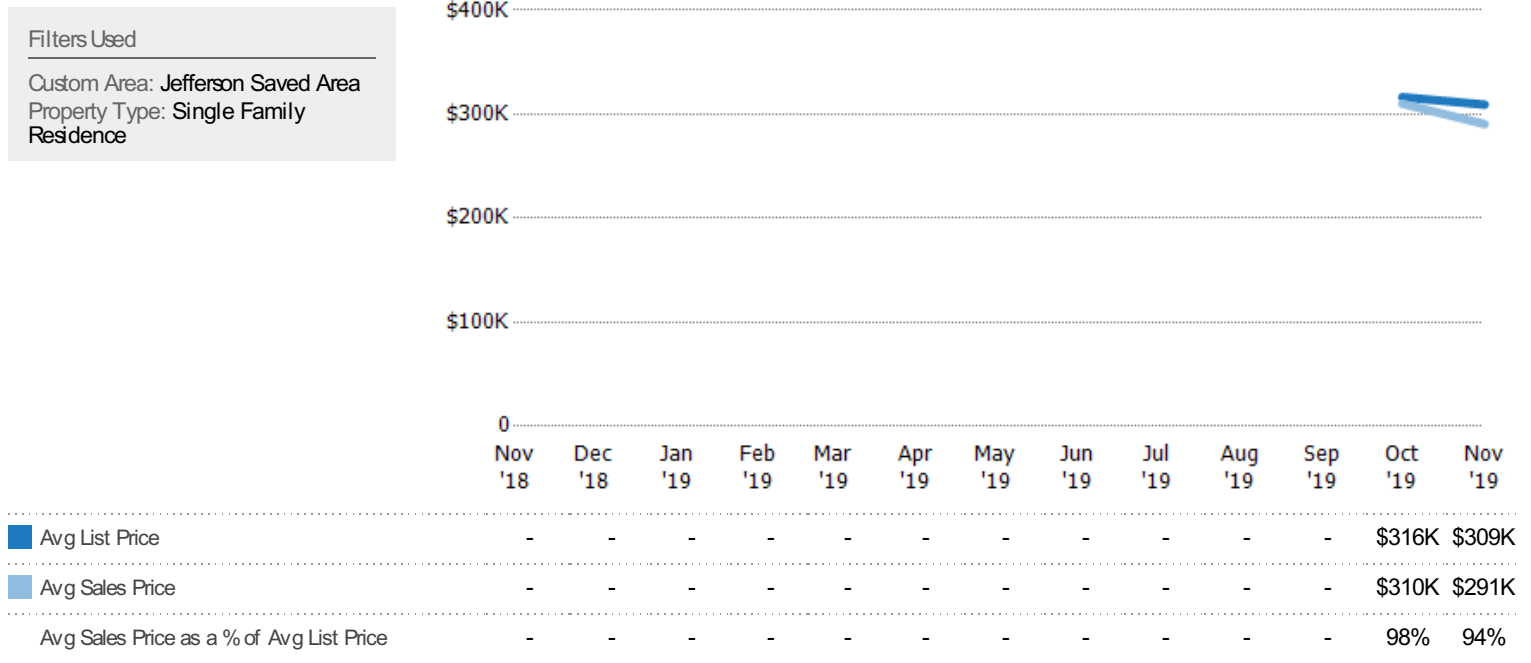 Filters Used
Custom Area: Jefferson Saved Area
Property Type: Single Family
Residence
$400K
$300K
$200K
$100K
0
Nov Dec Jan Feb Mar Apr May Jun Jul Aug Sep Oct Nov
'18 '18 '19 '19 '19 '19 '19 '19 '19 '19 '19 '19 '19
Avg List Price - - - - - - - - - - - $316K $309K
Avg Sales Price - - - - - - - - - - - $310K $291K
Avg Sales Price as a % of Avg List Price - - - - - - - - - - - 98% 94%